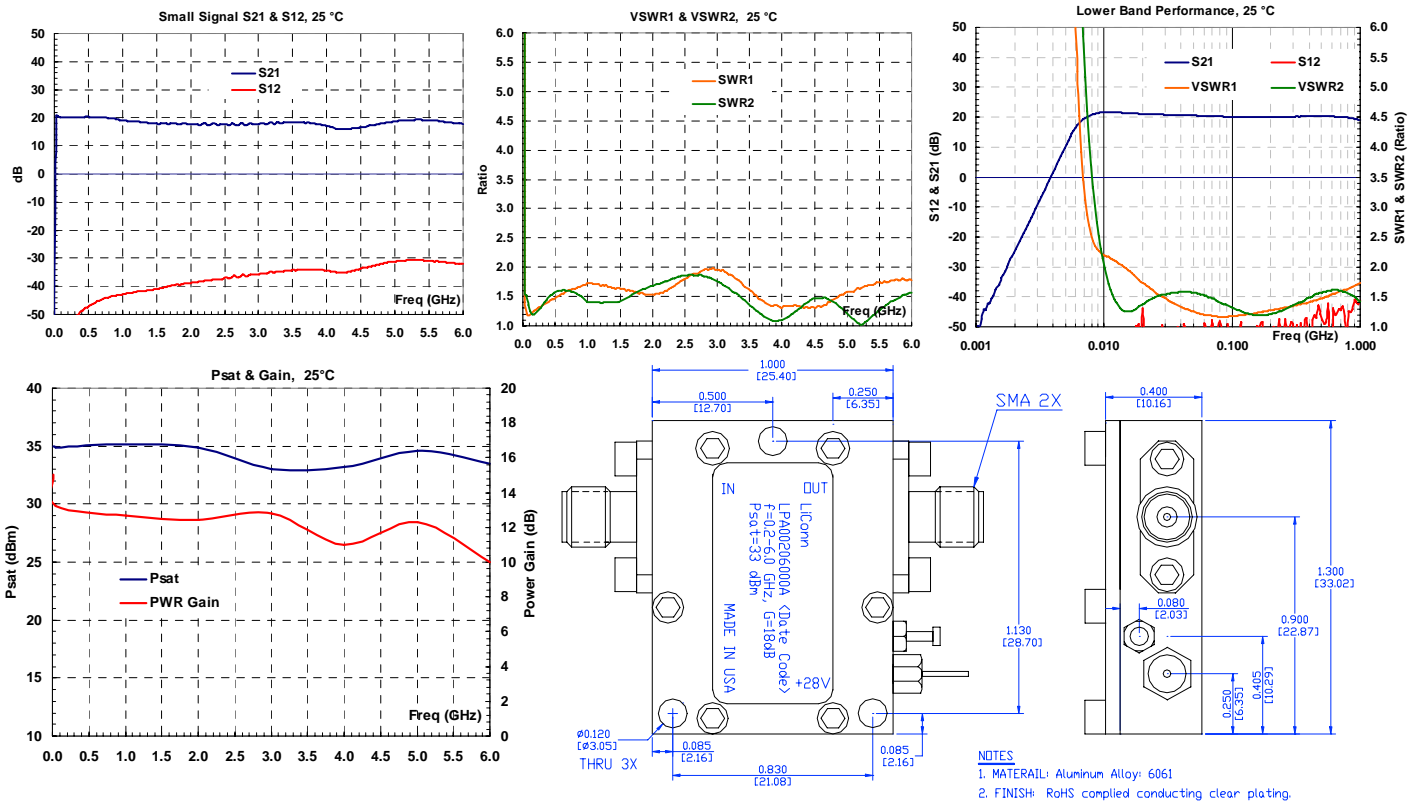 Small Signal S21 & S12, 25 °C
50
40
30
20
10
0
-10
-20
-30
-40
-50
dB
S21
S12
Freq (GHz)
0.0 0.5 1.0 1.5 2.0 2.5 3.0 3.5 4.0 4.5 5.0 5.5 6.0
VSWR1 & VSWR2, 25 °C
6.0
5.5
5.0
4.5
4.0
3.5
3.0
2.5
2.0
1.5
1.0
Ratio
SWR1
SWR2
Freq (GHz)
0.0 0.5 1.0 1.5 2.0 2.5 3.0 3.5 4.0 4.5 5.0 5.5 6.0
Lower Band Performance, 25 °C
50
40
30
20
10
0
-10
-20
-30
-40
-50
S12 & S21 (dB)
S21 S12
VSWR1 VSWR2
6.0
5.5
5.0
4.5
4.0
3.5
3.0
2.5
2.0
1.5
1.0
SWR1 & SWR2 (Ratio)
Freq (GHz)
0.001 0.010 0.100 1.000
Psat & Gain, 25°C
40
35
30
25
20
15
10
Psat (dBm)
Psat
PWR Gain
20
18
16
14
12
10
8
6
4
2
0
Power Gain (dB)
Freq (GHz)
0.0 0.5 1.0 1.5 2.0 2.5 3.0 3.5 4.0 4.5 5.0 5.5 6.0
1.000
[25.40]
0.500
[12.70]
0.250
[6.35]
SMA 2X
IN OUT
LiConn
LPA00206000A <Date Code>
f=0.2-6.0 GHz, G=18dB
Psat=33 dBm
MADE IN USA
+28V
1.130
[28.70]
Ø0.120
[Ø3.05]
THRU 3X
0.085
[2.16]
0.830
[21.08]
0.085
[2.16]
0.400
[10.16]
1.300
[33.02]
0.080
[2.03]
0.900
[22.87]
0.405
[10.29]
0.250
[6.35]
NOTES
1. MATERAIL: Aluminum Alloy: 6061
2. FINISH: RoHS complied conducting clear plating.